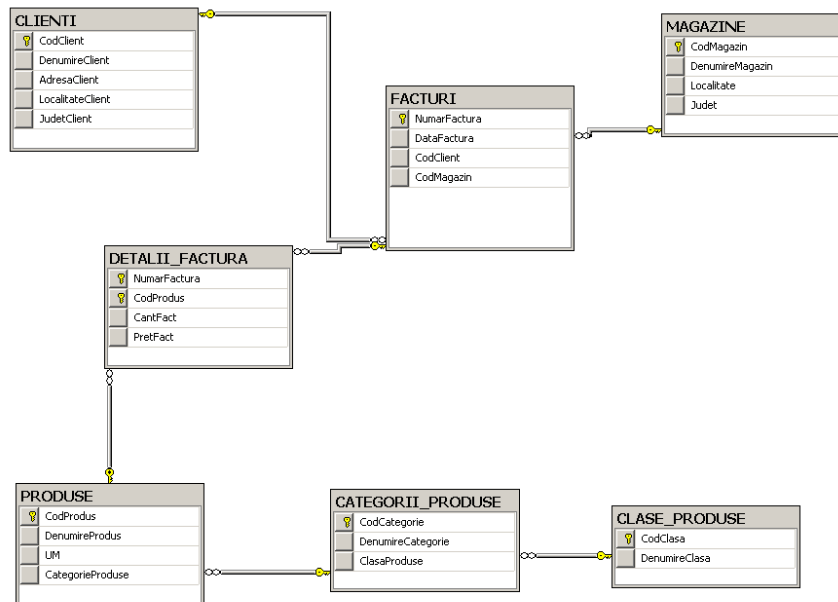 CLIENTI
CodClient
DenumireClient
AdresaClient
LocalitateClient
JudetClient
MAGAZINE
CodMagazin
DenumireMagazin
Localitate
Judet
FACTURI
NumarFactura
DataFactura
CodClient
CodMagazin
DETALII_FACTURA
NumarFactura
CodProdus
CantFact
PretFact
PRODUSE
CodProdus
DenumireProdus
UM
CategorieProduse
CATEGORII_PRODUSE
CodCategorie
DenumireCategorie
ClasaProduse
CLASE_PRODUSE
CodClasa
DenumireClasa